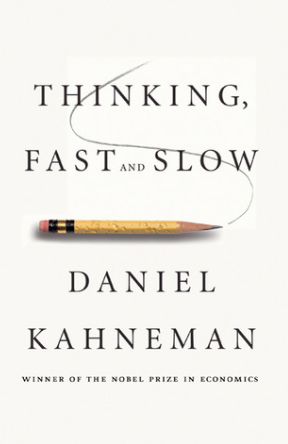 THINKING,
FAST AND SLOW
DANIEL
KAHNEMAN
WINNER OF THE NOBEL PRIZE IN ECONOMICS